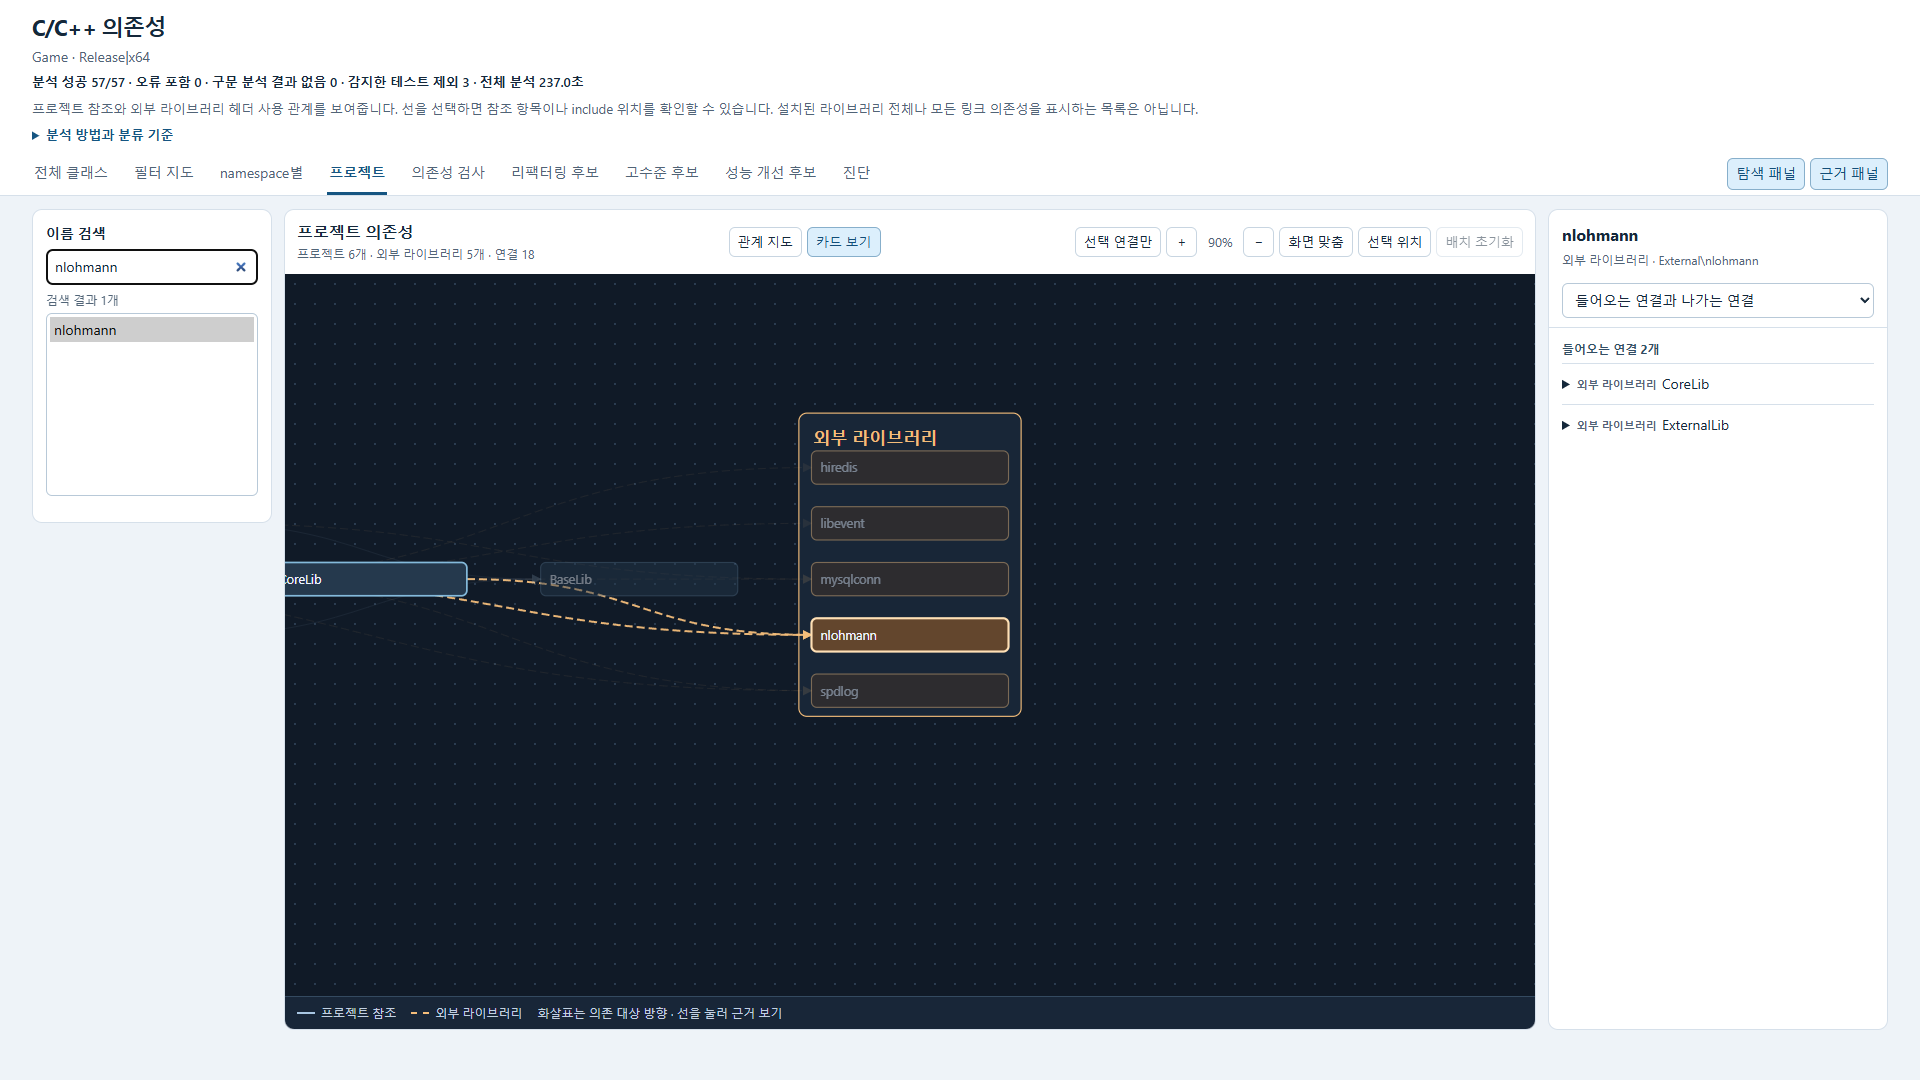 C/C++ 의존성
Game · Release|x64
분석 성공 57/57 · 오류 포함 0 · 구문 분석 결과 없음 0 · 감지한 테스트 제외 3 · 전체 분석 237.0초
프로젝트 참조와 외부 라이브러리 헤더 사용 관계를 보여줍니다. 선을 선택하면 참조 항목이나 include 위치를 확인할 수 있습니다. 설치된 라이브러리 전체나 모든 링크 의존성을 표시하는 목록은 아닙니다.
▶ 분석 방법과 분류 기준
전체 클래스 필터 지도 namespace별 프로젝트 의존성 검사 리팩터링 후보 고수준 후보 성능 개선 후보 진단 탐색 패널 근거 패널
이름 검색
nlohmann ×
검색 결과 1개
nlohmann
프로젝트 의존성
프로젝트 6개 · 외부 라이브러리 5개 · 연결 18
관계 지도 카드 보기 선택 연결만 + 90% − 화면 맞춤 선택 위치 배치 초기화
외부 라이브러리
hiredis
libevent
CoreLib BaseLib mysqlconn
nlohmann
spdlog
프로젝트 참조 외부 라이브러리 화살표는 의존 대상 방향 · 선을 눌러 근거 보기
nlohmann
외부 라이브러리 · External\nlohmann
들어오는 연결과 나가는 연결
들어오는 연결 2개
▶ 외부 라이브러리 CoreLib
▶ 외부 라이브러리 ExternalLib